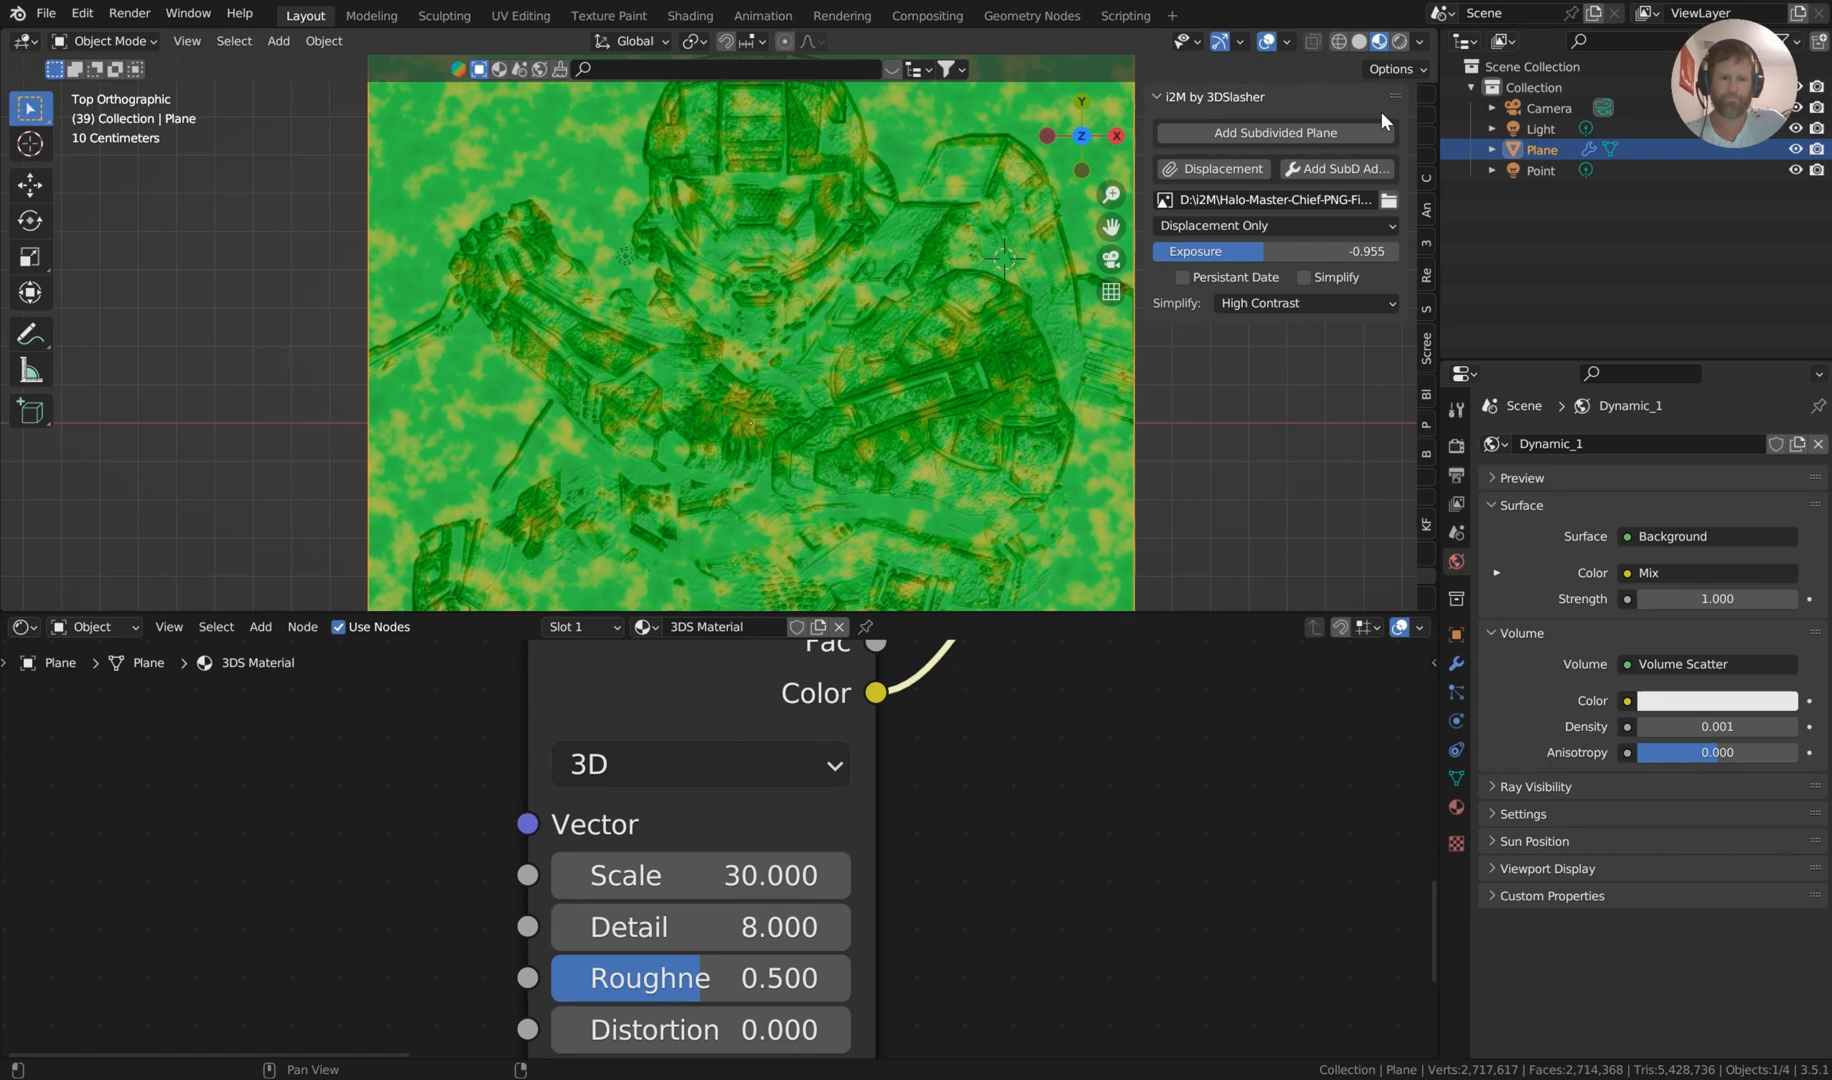 File Edit Render Window Help
Layout Modeling Sculpting UV Editing Texture Paint Shading Animation Rendering Compositing Geometry Nodes Scripting +
Scene
ViewLayer
Object Mode View Select Add Object
Global
Options
Top Orthographic
(39) Collection | Plane
10 Centimeters
Y
X
Z
i2M by 3DSlasher
Add Subdivided Plane
Displacement
Add SubD Ad...
D:\i2M\Halo-Master-Chief-PNG-Fi...
Displacement Only
Exposure -0.955
Persistant Date
Simplify
Simplify: High Contrast
C
An
3
Re
S
Scree
Bl
P
B
KF
Scene Collection
Collection
Camera
Light
Plane
Point
Scene > Dynamic_1
Dynamic_1
Preview
Surface
Surface Background
Color Mix
Strength 1.000
Volume
Volume Volume Scatter
Color
Density 0.001
Anisotropy 0.000
Ray Visibility
Settings
Sun Position
Viewport Display
Custom Properties
Object View Select Add Node Use Nodes Slot 1 3DS Material
Plane > Plane > 3DS Material
Fac
Color
3D
Vector
Scale 30.000
Detail 8.000
Roughne 0.500
Distortion 0.000
Pan View
Collection | Plane | Verts:2,717,617 | Faces:2,714,368 | Tris:5,428,736 | Objects:1/4 | 3.5.1